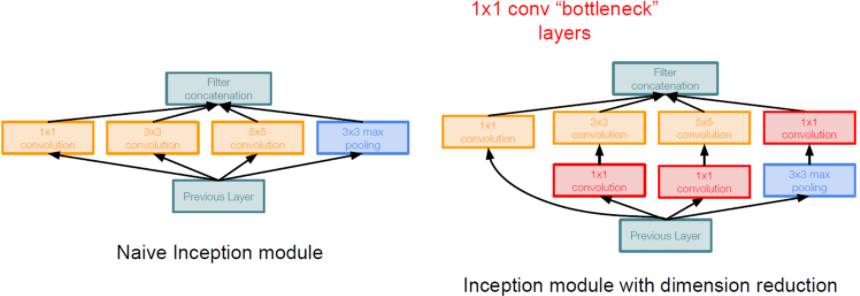 1x1 conv “bottleneck”
layers
Filter
concatenation
1x1
convolution
3x3
convolution
5x5
convolution
3x3 max
pooling
Previous Layer
Naive Inception module
Filter
concatenation
1x1
convolution
3x3
convolution
5x5
convolution
1x1
convolution
1x1
convolution
1x1
convolution
3x3 max
pooling
Previous Layer
Inception module with dimension reduction